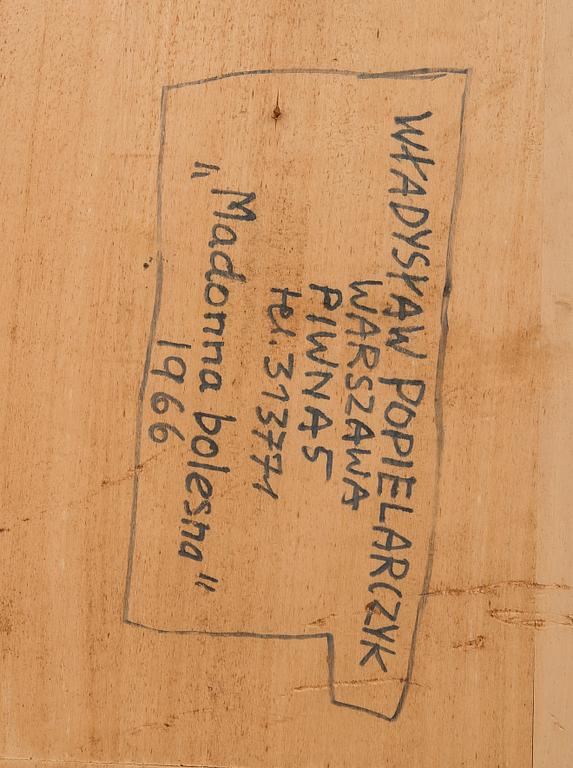 WŁADYSŁAW POPIELARCZYK
WARSZAWA
PIWNA 5
tel. 313771
„Madonna bolesna"
1966